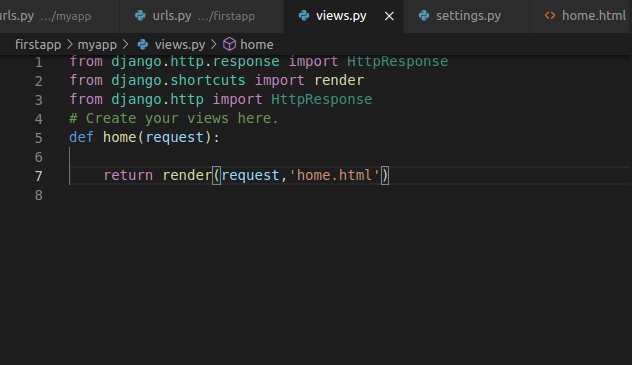 urls.py .../myapp urls.py .../firstapp views.py settings.py home.html
firstapp > myapp > views.py > home
1 from django.http.response import HttpResponse
2 from django.shortcuts import render
3 from django.http import HttpResponse
4 # Create your views here.
5 def home(request):
6
7 return render(request,'home.html')
8